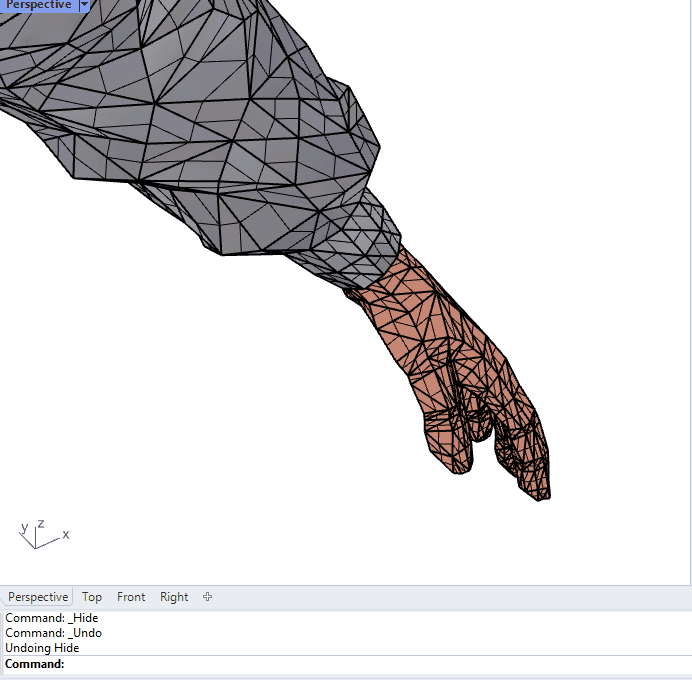 Perspective
z
y
x
Perspective Top Front Right
Command: _Hide
Command: _Undo
Undoing Hide
Command: